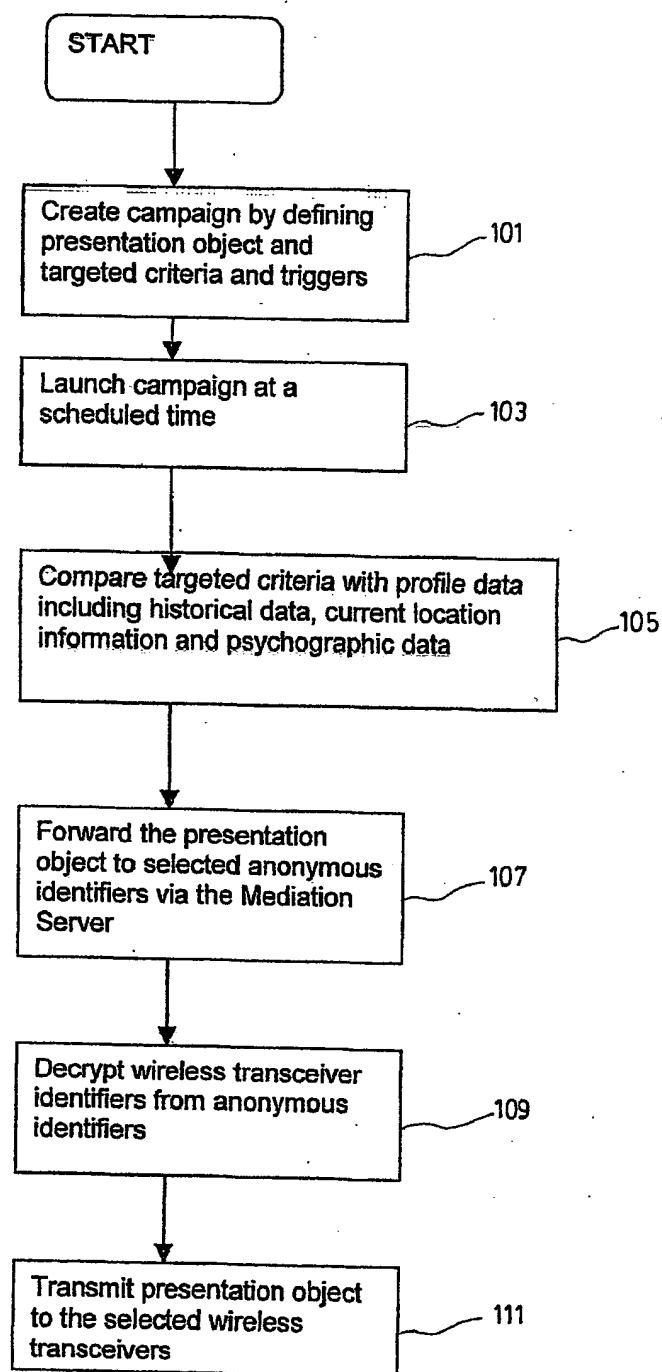 START
Create campaign by defining
presentation object and
targeted criteria and triggers
101
Launch campaign at a
scheduled time
103
Compare targeted criteria with profile data
including historical data, current location
information and psychographic data
105
Forward the presentation
object to selected anonymous
identifiers via the Mediation
Server
107
Decrypt wireless transceiver
identifiers from anonymous
identifiers
109
Transmit presentation object
to the selected wireless
transceivers
111